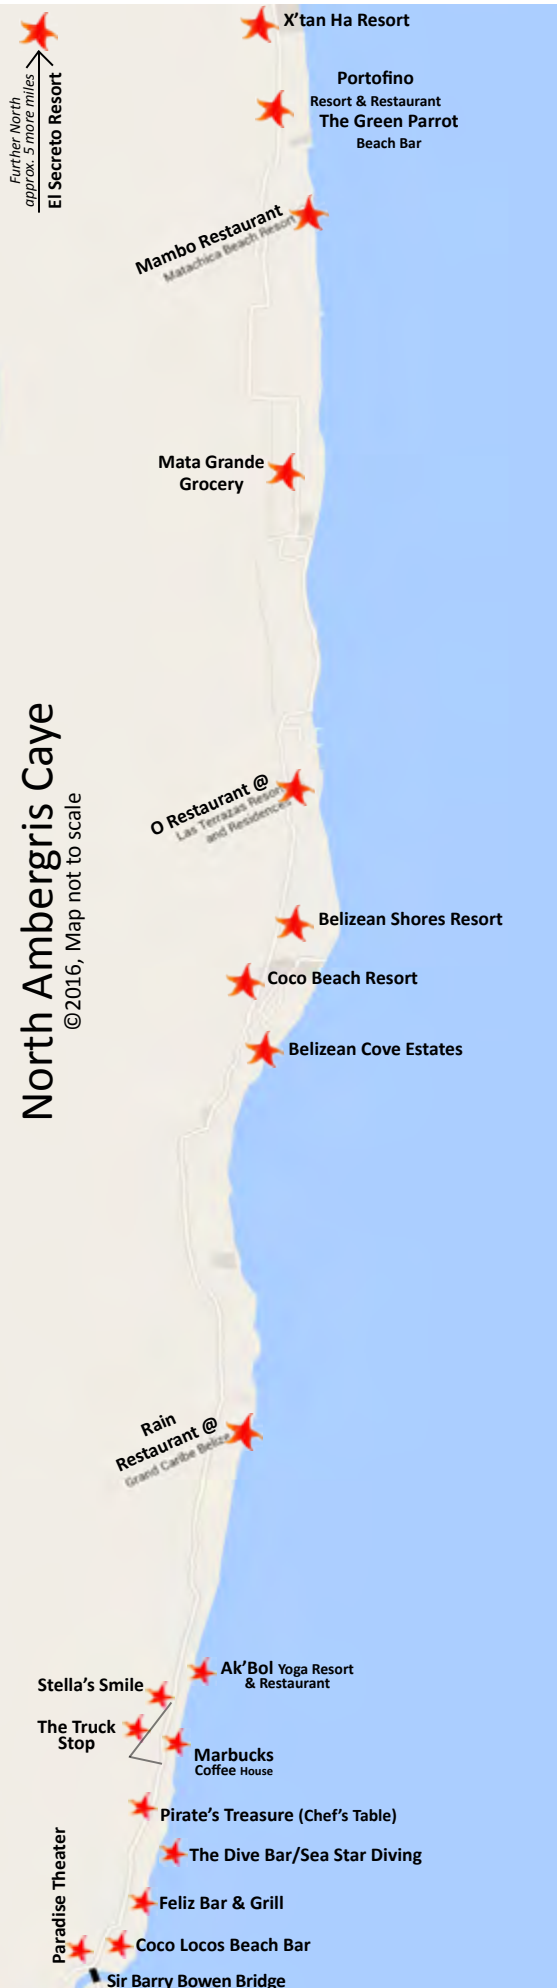 X'tan Ha Resort
Further North
approx. 5 more miles
El Secreto Resort
Portofino
Resort & Restaurant
The Green Parrot
Beach Bar
Mambo Restaurant
Matachica Beach Resort
Mata Grande
Grocery
North Ambergris Caye
©2016, Map not to scale
O Restaurant @
Las Terrazas Resort
and Residences
Belizean Shores Resort
Coco Beach Resort
Belizean Cove Estates
Rain
Restaurant @
Grand Caribe Belize
Ak'Bol Yoga Resort
& Restaurant
Stella's Smile
The Truck
Stop
Marbucks
Coffee House
Pirate's Treasure (Chef's Table)
The Dive Bar/Sea Star Diving
Feliz Bar & Grill
Paradise Theater
Coco Locos Beach Bar
Sir Barry Bowen Bridge